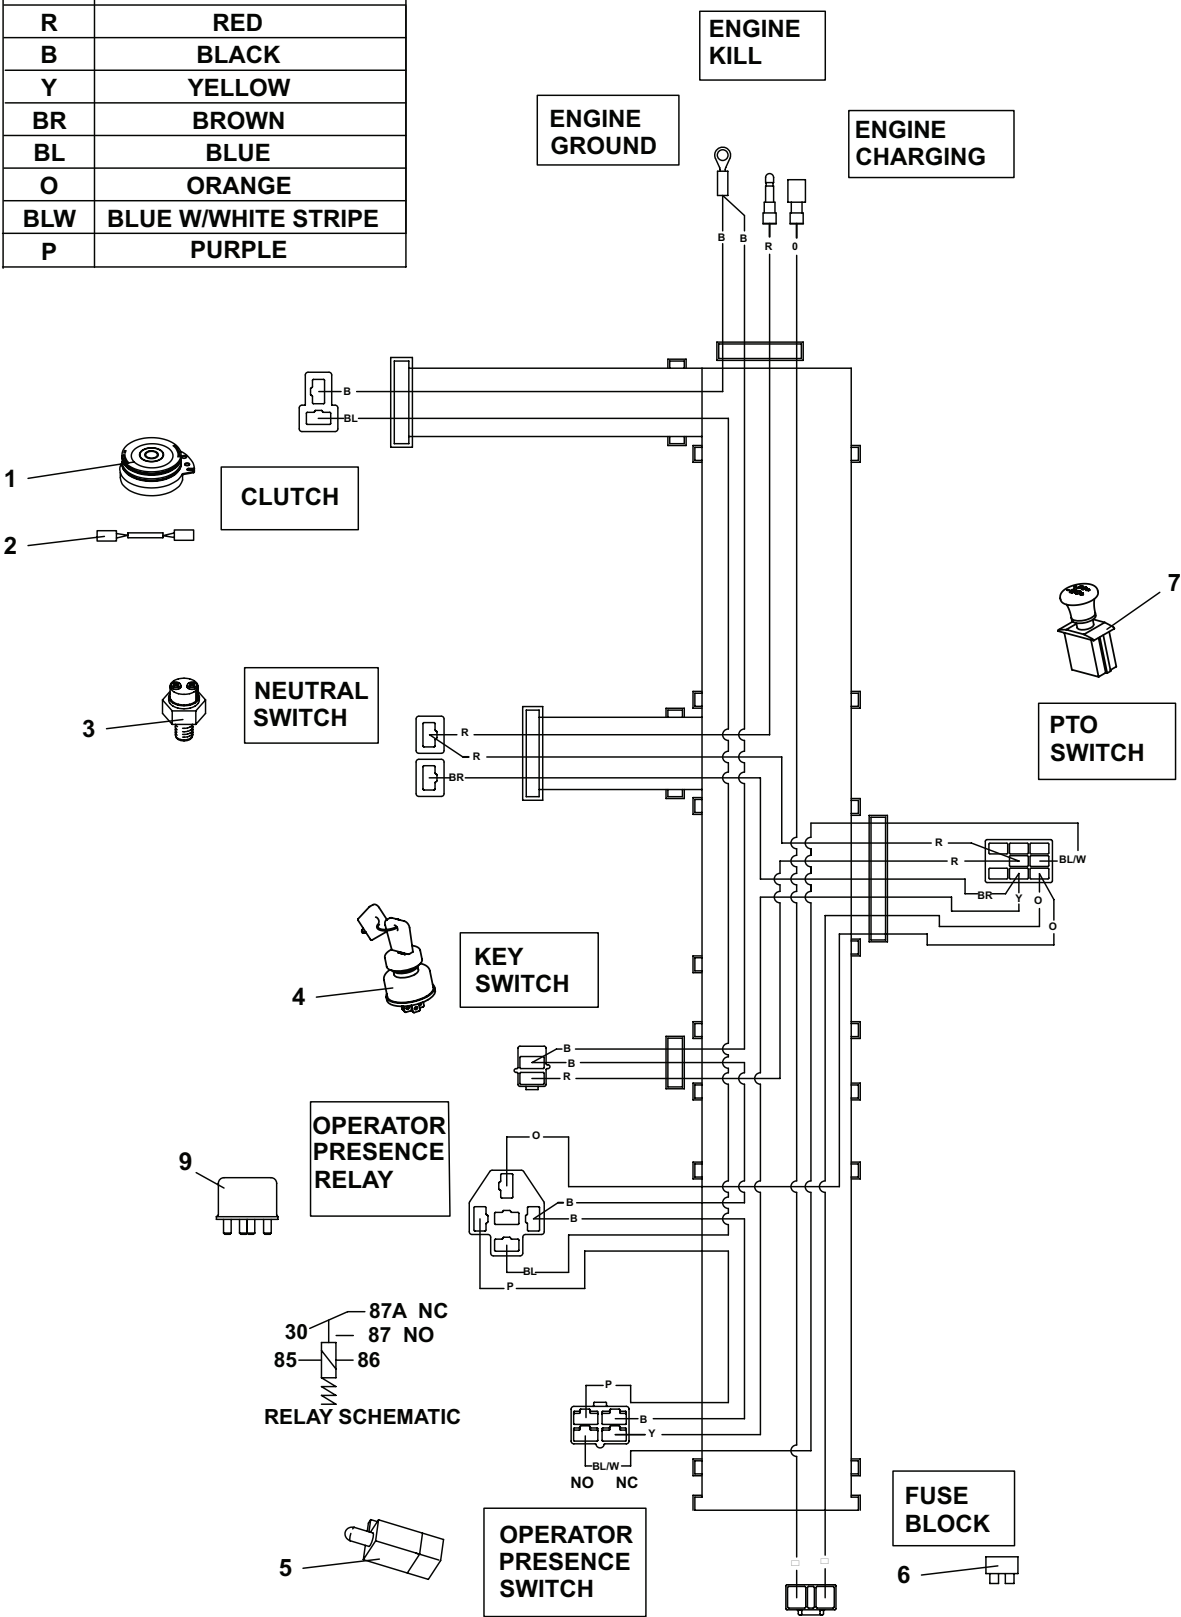 R RED
B BLACK
Y YELLOW
BR BROWN
BL BLUE
O ORANGE
BLW BLUE W/WHITE STRIPE
P PURPLE
ENGINE
KILL
ENGINE
GROUND
ENGINE
CHARGING
B B R 0
B
BL
1
CLUTCH
2
7
NEUTRAL
SWITCH
3
PTO
SWITCH
R
R
BR
R
R BL/W
BR Y O
O
KEY
SWITCH
4
B
B
R
OPERATOR
PRESENCE
RELAY
9
O
B
B
BL
P
87A NC
30 87 NO
85 86
RELAY SCHEMATIC
P
B
Y
BL/W
NO NC
FUSE
BLOCK
OPERATOR
PRESENCE
SWITCH
5
6